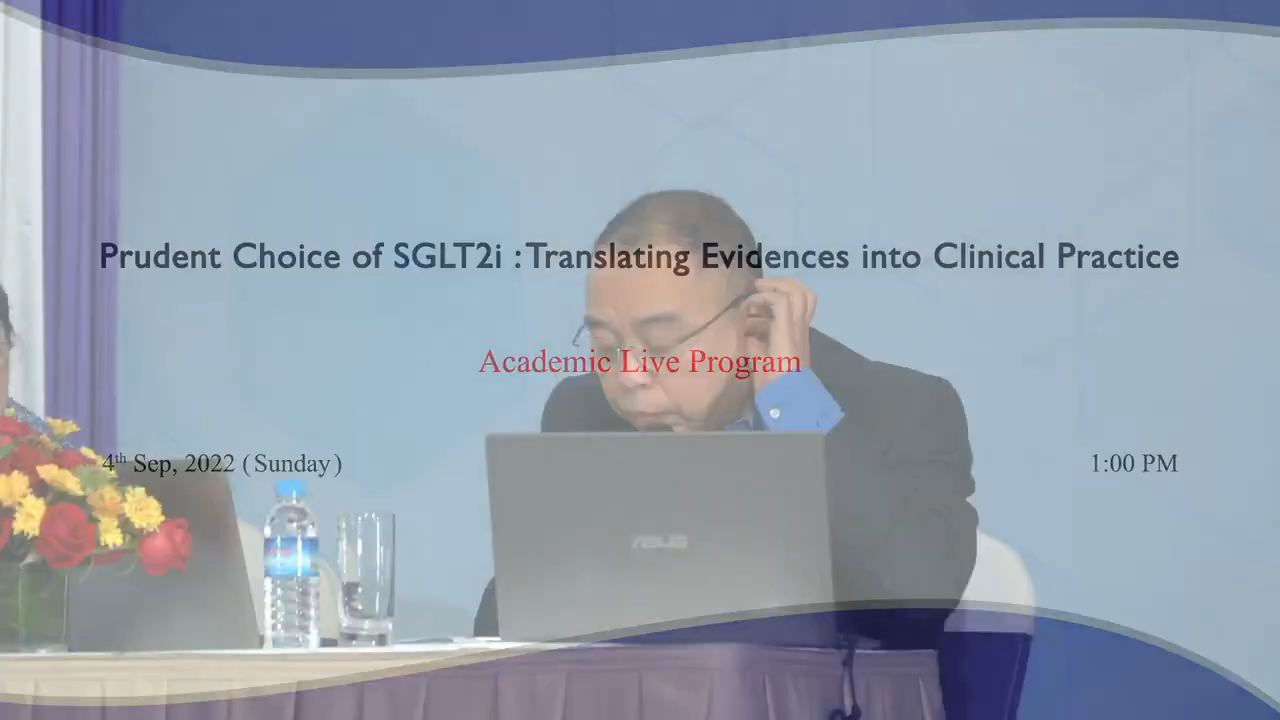 Prudent Choice of SGLT2i : Translating Evidences into Clinical Practice
Academic Live Program
4th Sep, 2022 (Sunday)
1:00 PM
ASUS